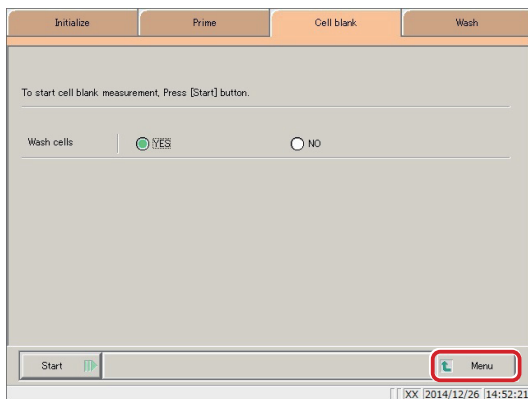 Initialize Prime Cell blank Wash
To start cell blank measurement, Press [Start] button.
Wash cells YES NO
Start Menu
XX 2014/12/26 14:52:21